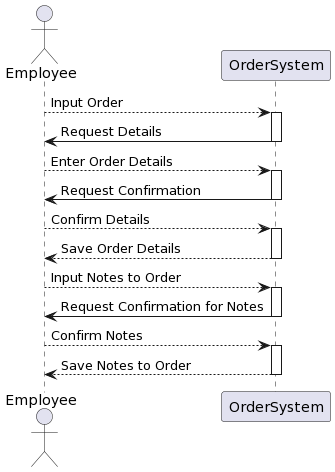 Employee
OrderSystem
Input Order
Request Details
Enter Order Details
Request Confirmation
Confirm Details
Save Order Details
Input Notes to Order
Request Confirmation for Notes
Confirm Notes
Save Notes to Order
Employee
OrderSystem